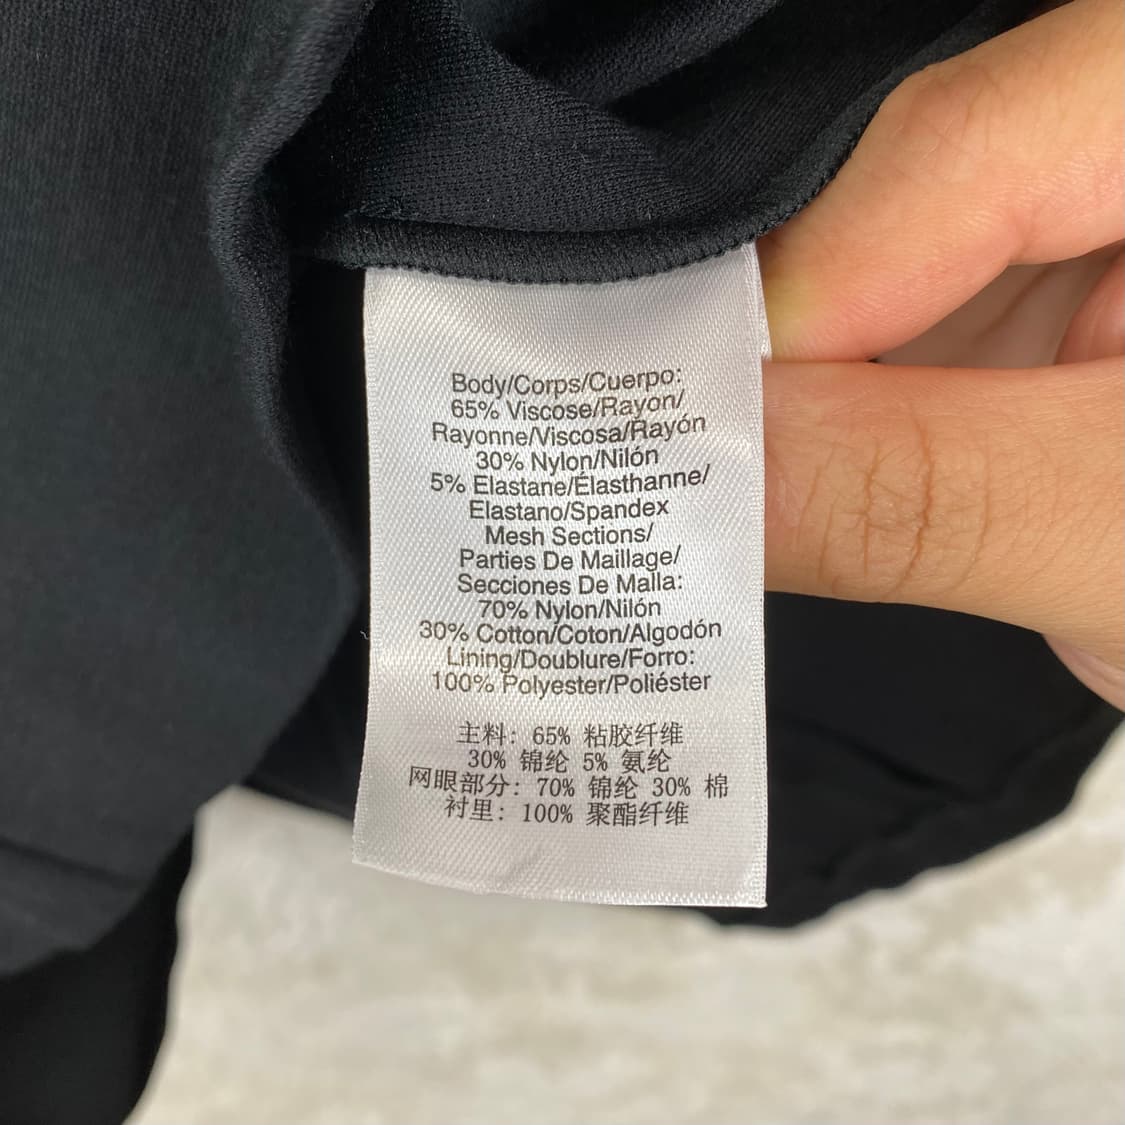 Body/Corps/Cuerpo:
65% Viscose/Rayon/
Rayonne/Viscosa/Rayón
30% Nylon/Nilón
5% Elastane/Élasthanne/
Elastano/Spandex
Mesh Sections/
Parties De Maillage/
Secciones De Malla:
70% Nylon/Nilón
30% Cotton/Coton/Algodón
Lining/Doublure/Forro:
100% Polyester/Poliéster
主料: 65% 粘胶纤维
30% 锦纶 5% 氨纶
网眼部分: 70% 锦纶 30% 棉
衬里: 100% 聚酯纤维